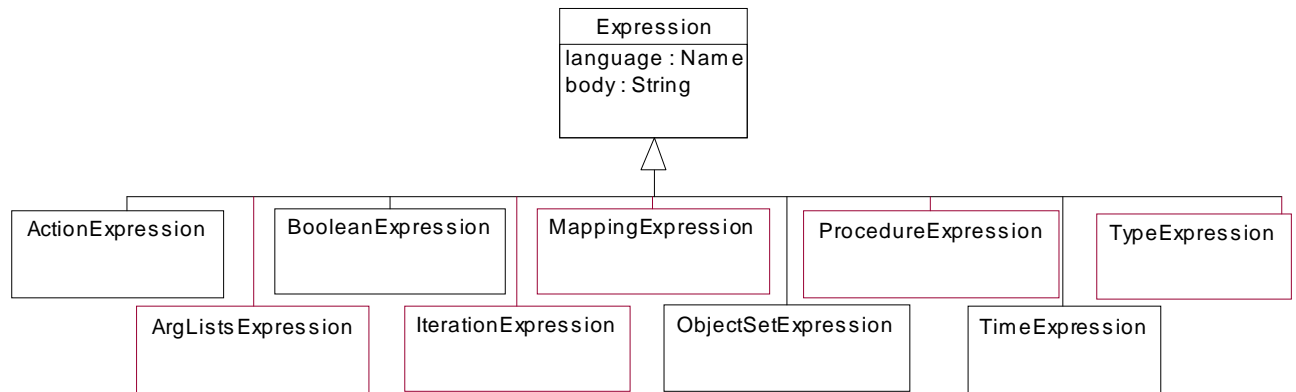 Expression
language : Name
body : String
ActionExpression
BooleanExpression
MappingExpression
ProcedureExpression
TypeExpression
ArgListsExpression
IterationExpression
ObjectSetExpression
TimeExpression